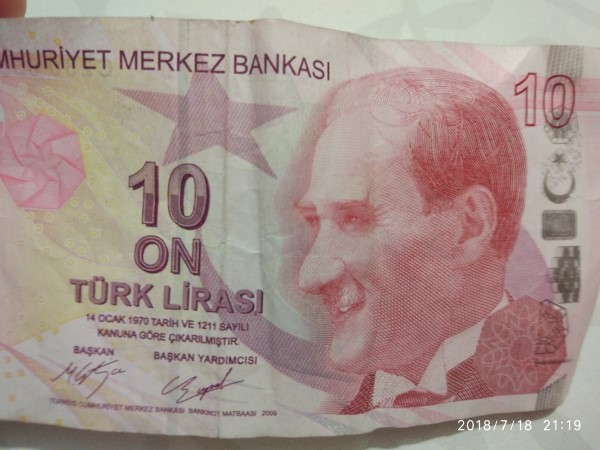 MHURİYET MERKEZ BANKASI
10
10
ON
TÜRK LİRASI
14 OCAK 1970 TARİH VE 1211 SAYILI
KANUNA GÖRE ÇIKARILMIŞTIR.
BAŞKAN
BAŞKAN YARDIMCISI
TÜRKİYE CUMHURİYET MERKEZ BANKASI BANKNOT MATBAASI 2009
2018/7/18 21:19